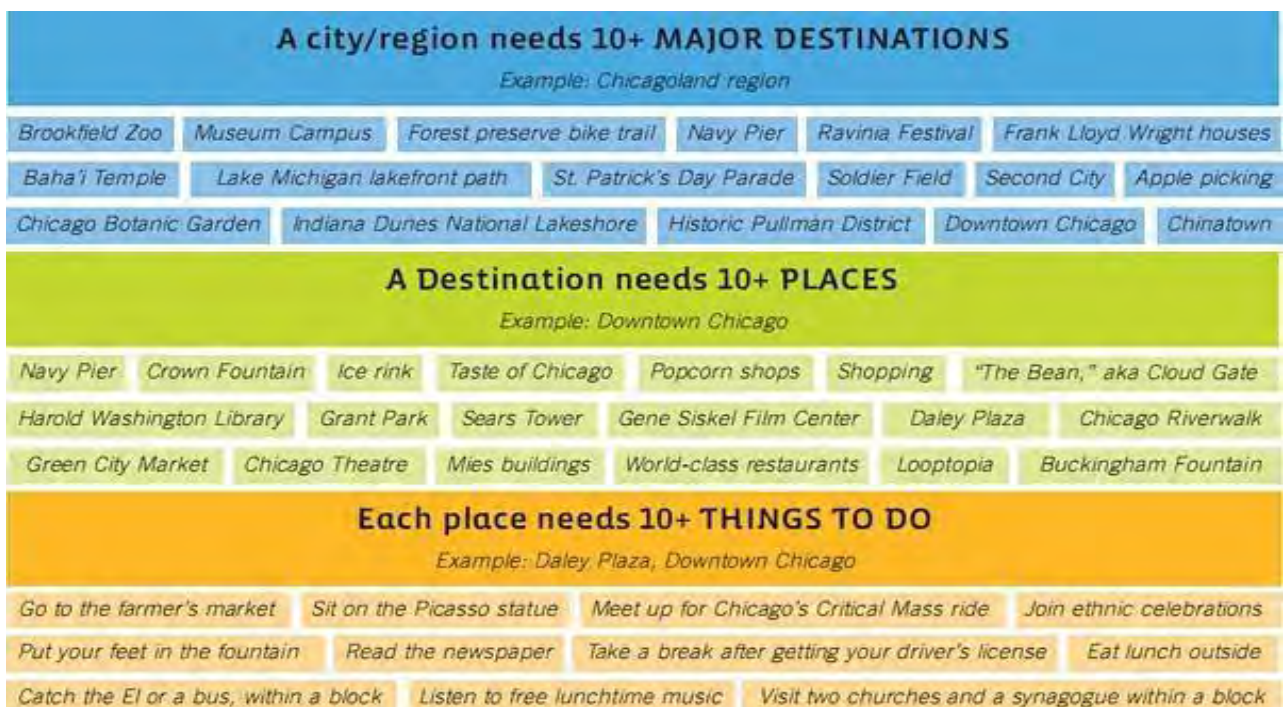 A city/region needs 10+ MAJOR DESTINATIONS
Example: Chicagoland region
Brookfield Zoo Museum Campus Forest preserve bike trail Navy Pier Ravinia Festival Frank Lloyd Wright houses
Baha'i Temple Lake Michigan lakefront path St. Patrick's Day Parade Soldier Field Second City Apple picking
Chicago Botanic Garden Indiana Dunes National Lakeshore Historic Pullman District Downtown Chicago Chinatown
A Destination needs 10+ PLACES
Example: Downtown Chicago
Navy Pier Crown Fountain Ice rink Taste of Chicago Popcorn shops Shopping "The Bean," aka Cloud Gate
Harold Washington Library Grant Park Sears Tower Gene Siskel Film Center Daley Plaza Chicago Riverwalk
Green City Market Chicago Theatre Mies buildings World-class restaurants Looptopia Buckingham Fountain
Each place needs 10+ THINGS TO DO
Example: Daley Plaza, Downtown Chicago
Go to the farmer's market Sit on the Picasso statue Meet up for Chicago's Critical Mass ride Join ethnic celebrations
Put your feet in the fountain Read the newspaper Take a break after getting your driver's license Eat lunch outside
Catch the El or a bus, within a block Listen to free lunchtime music Visit two churches and a synagogue within a block